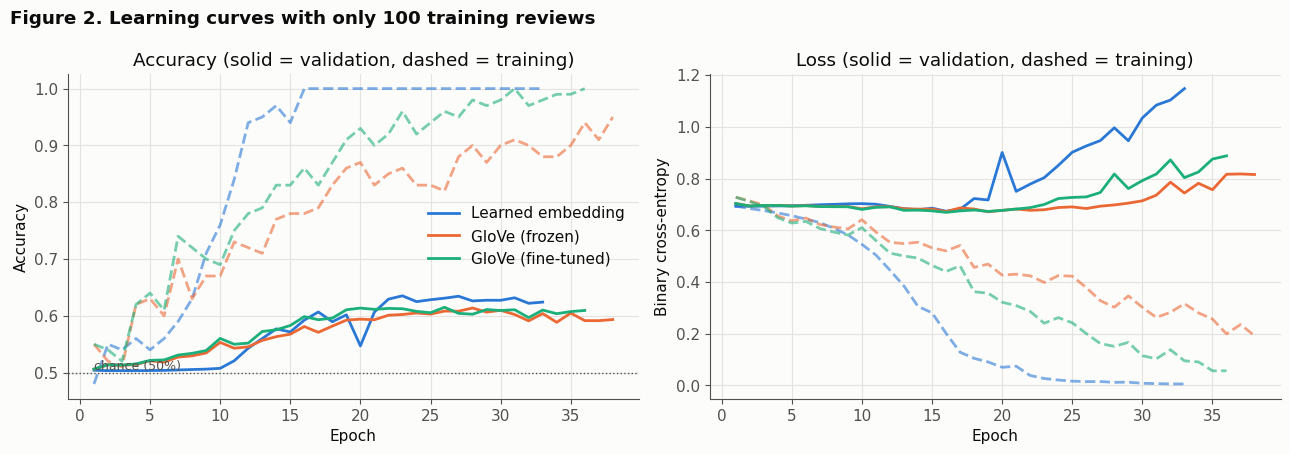 Figure 2. Learning curves with only 100 training reviews
Accuracy (solid = validation, dashed = training)
Accuracy
1.0
0.9
0.8
0.7
0.6
0.5
Learned embedding
GloVe (frozen)
GloVe (fine-tuned)
chance (50%)
0 5 10 15 20 25 30 35
Epoch
Loss (solid = validation, dashed = training)
Binary cross-entropy
1.2
1.0
0.8
0.6
0.4
0.2
0.0
0 5 10 15 20 25 30 35
Epoch